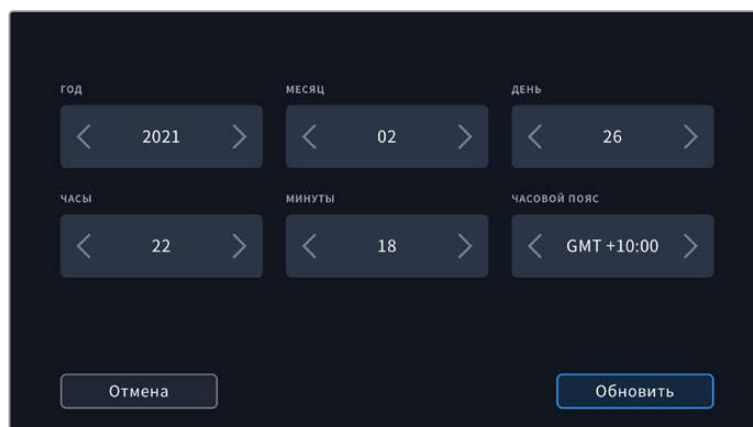 ГОД МЕСЯЦ ДЕНЬ
2021 02 26
ЧАСЫ МИНУТЫ ЧАСОВОЙ ПОЯС
22 18 GMT +10:00
Отмена Обновить